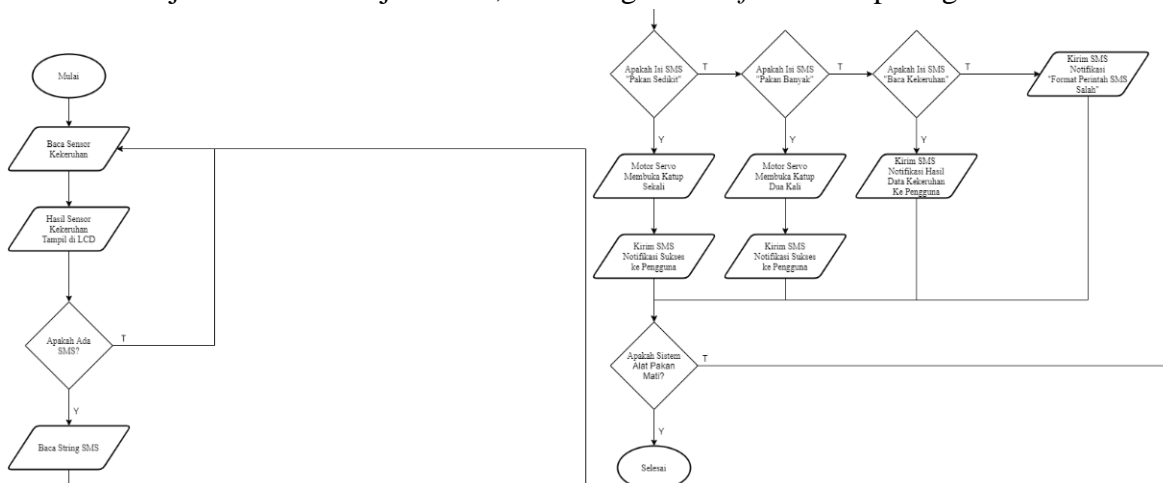 Mulai
Baca Sensor
Kekeruhan
Hasil Sensor
Kekeruhan
Tampil di LCD
Apakah Ada
SMS?
T
Y
Baca String SMS
Apakah Isi SMS
"Pakan Sedikit"
T
Apakah Isi SMS
"Pakan Banyak"
T
Apakah Isi SMS
"Baca Kekeruhan"
T
Kirim SMS
Notifikasi
"Format Perintah SMS
Salah"
Y
Y
Y
Motor Servo
Membuka Katup
Sekali
Motor Servo
Membuka Katup
Dua Kali
Kirim SMS
Notifikasi Hasil
Data Kekeruhan
Ke Pengguna
Kirim SMS
Notifikasi Sukses
ke Pengguna
Kirim SMS
Notifikasi Sukses
ke Pengguna
Apakah Sistem
Alat Pakan
Mati?
T
Y
Selesai